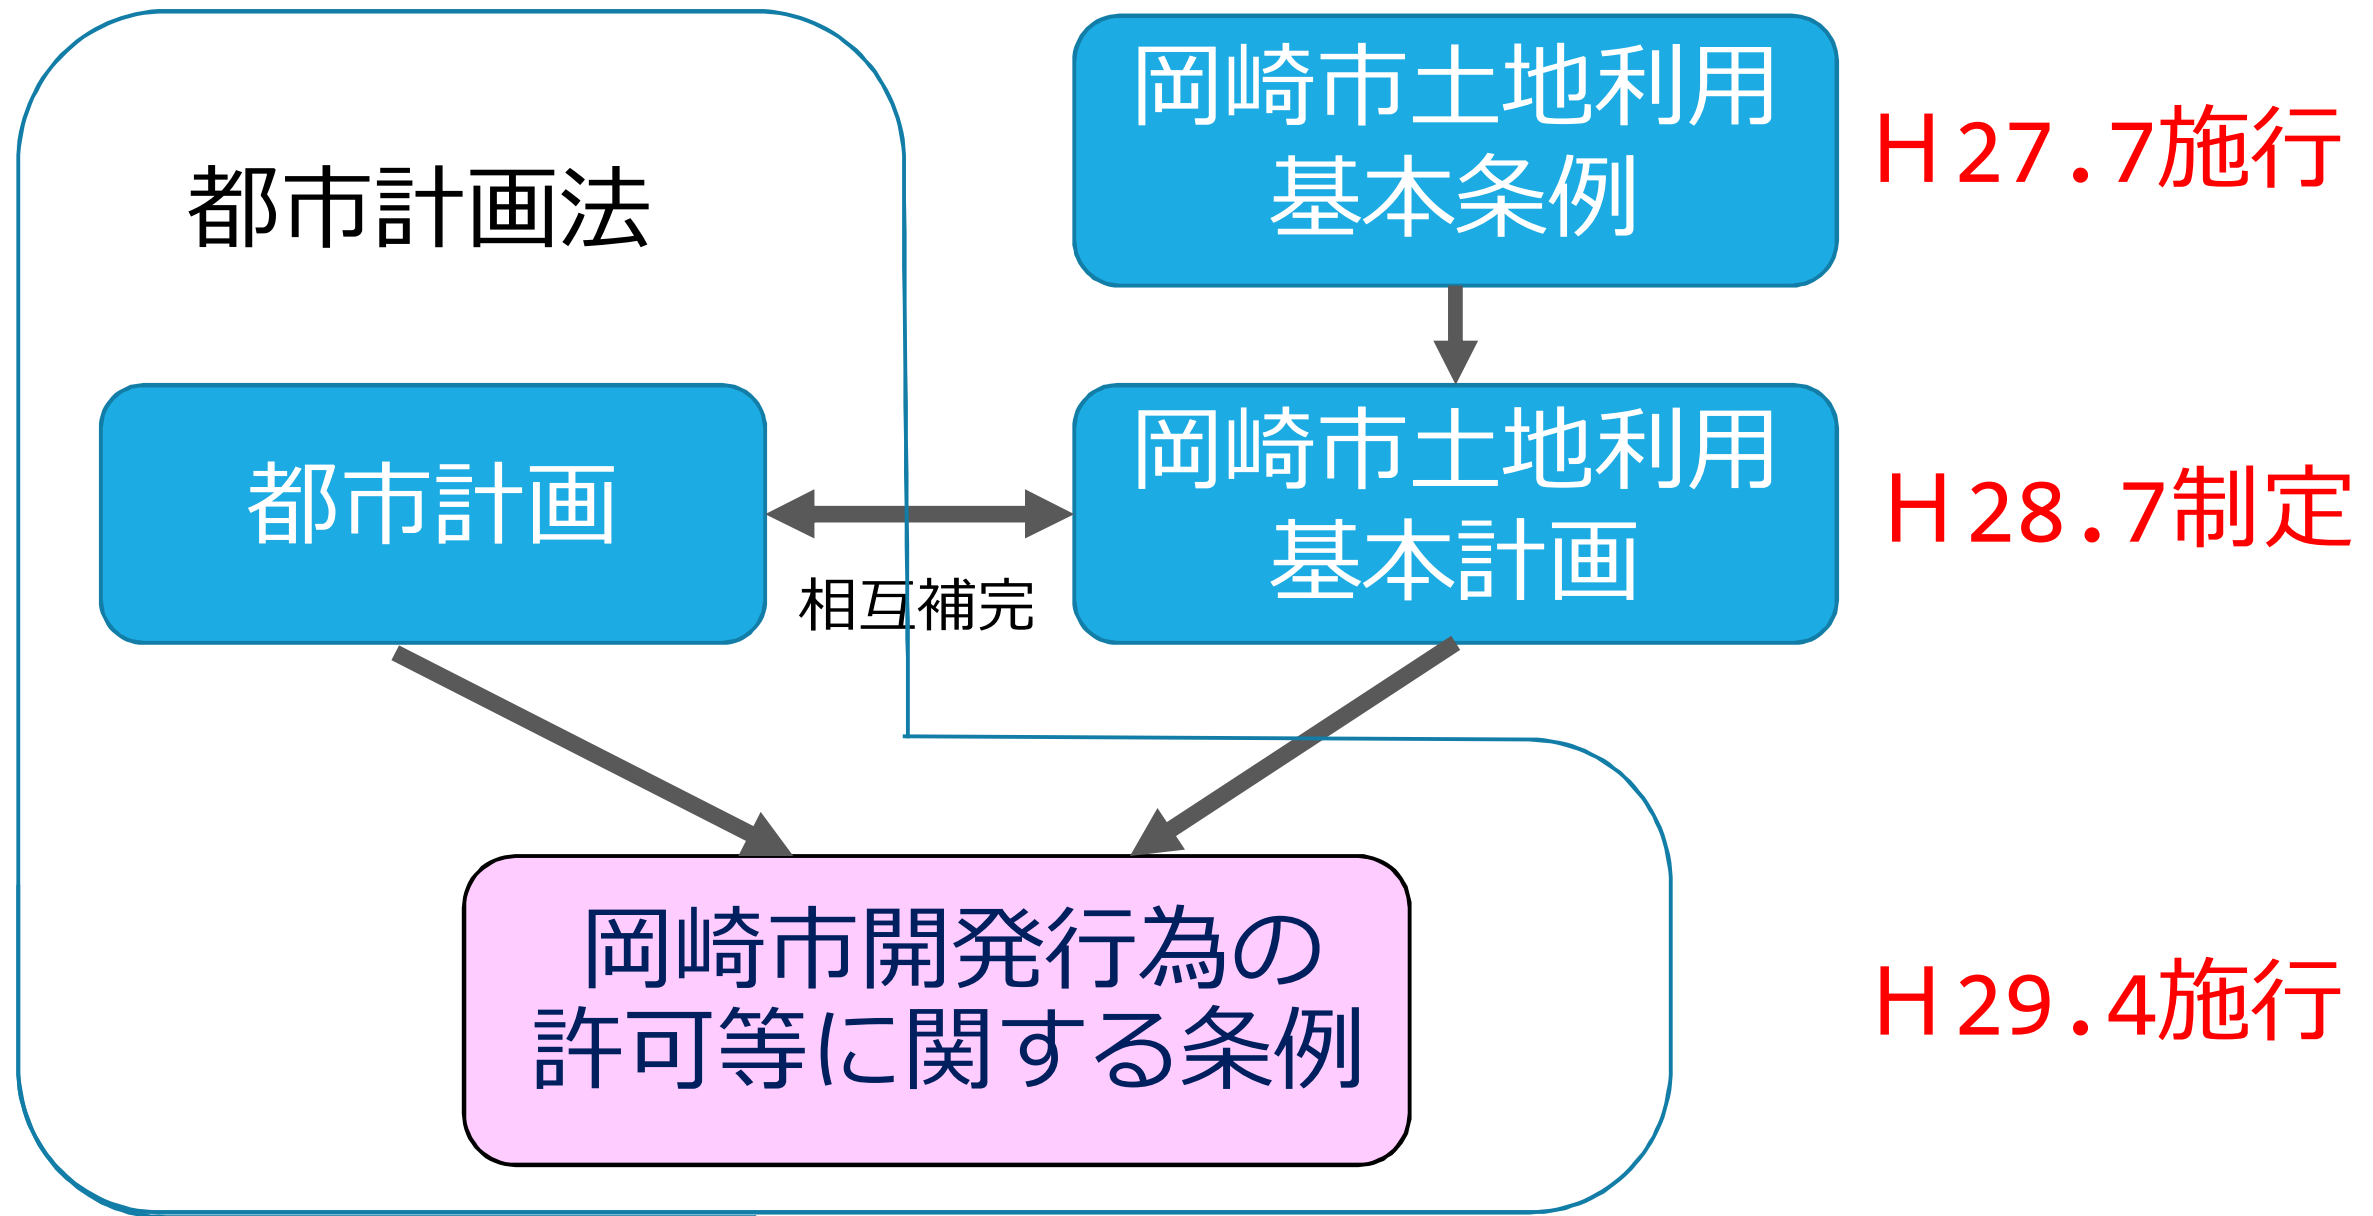 都市計画法
岡崎市土地利用
基本条例
H27.7施行
都市計画
相互補完
岡崎市土地利用
基本計画
H28.7制定
岡崎市開発行為の
許可等に関する条例
H29.4施行